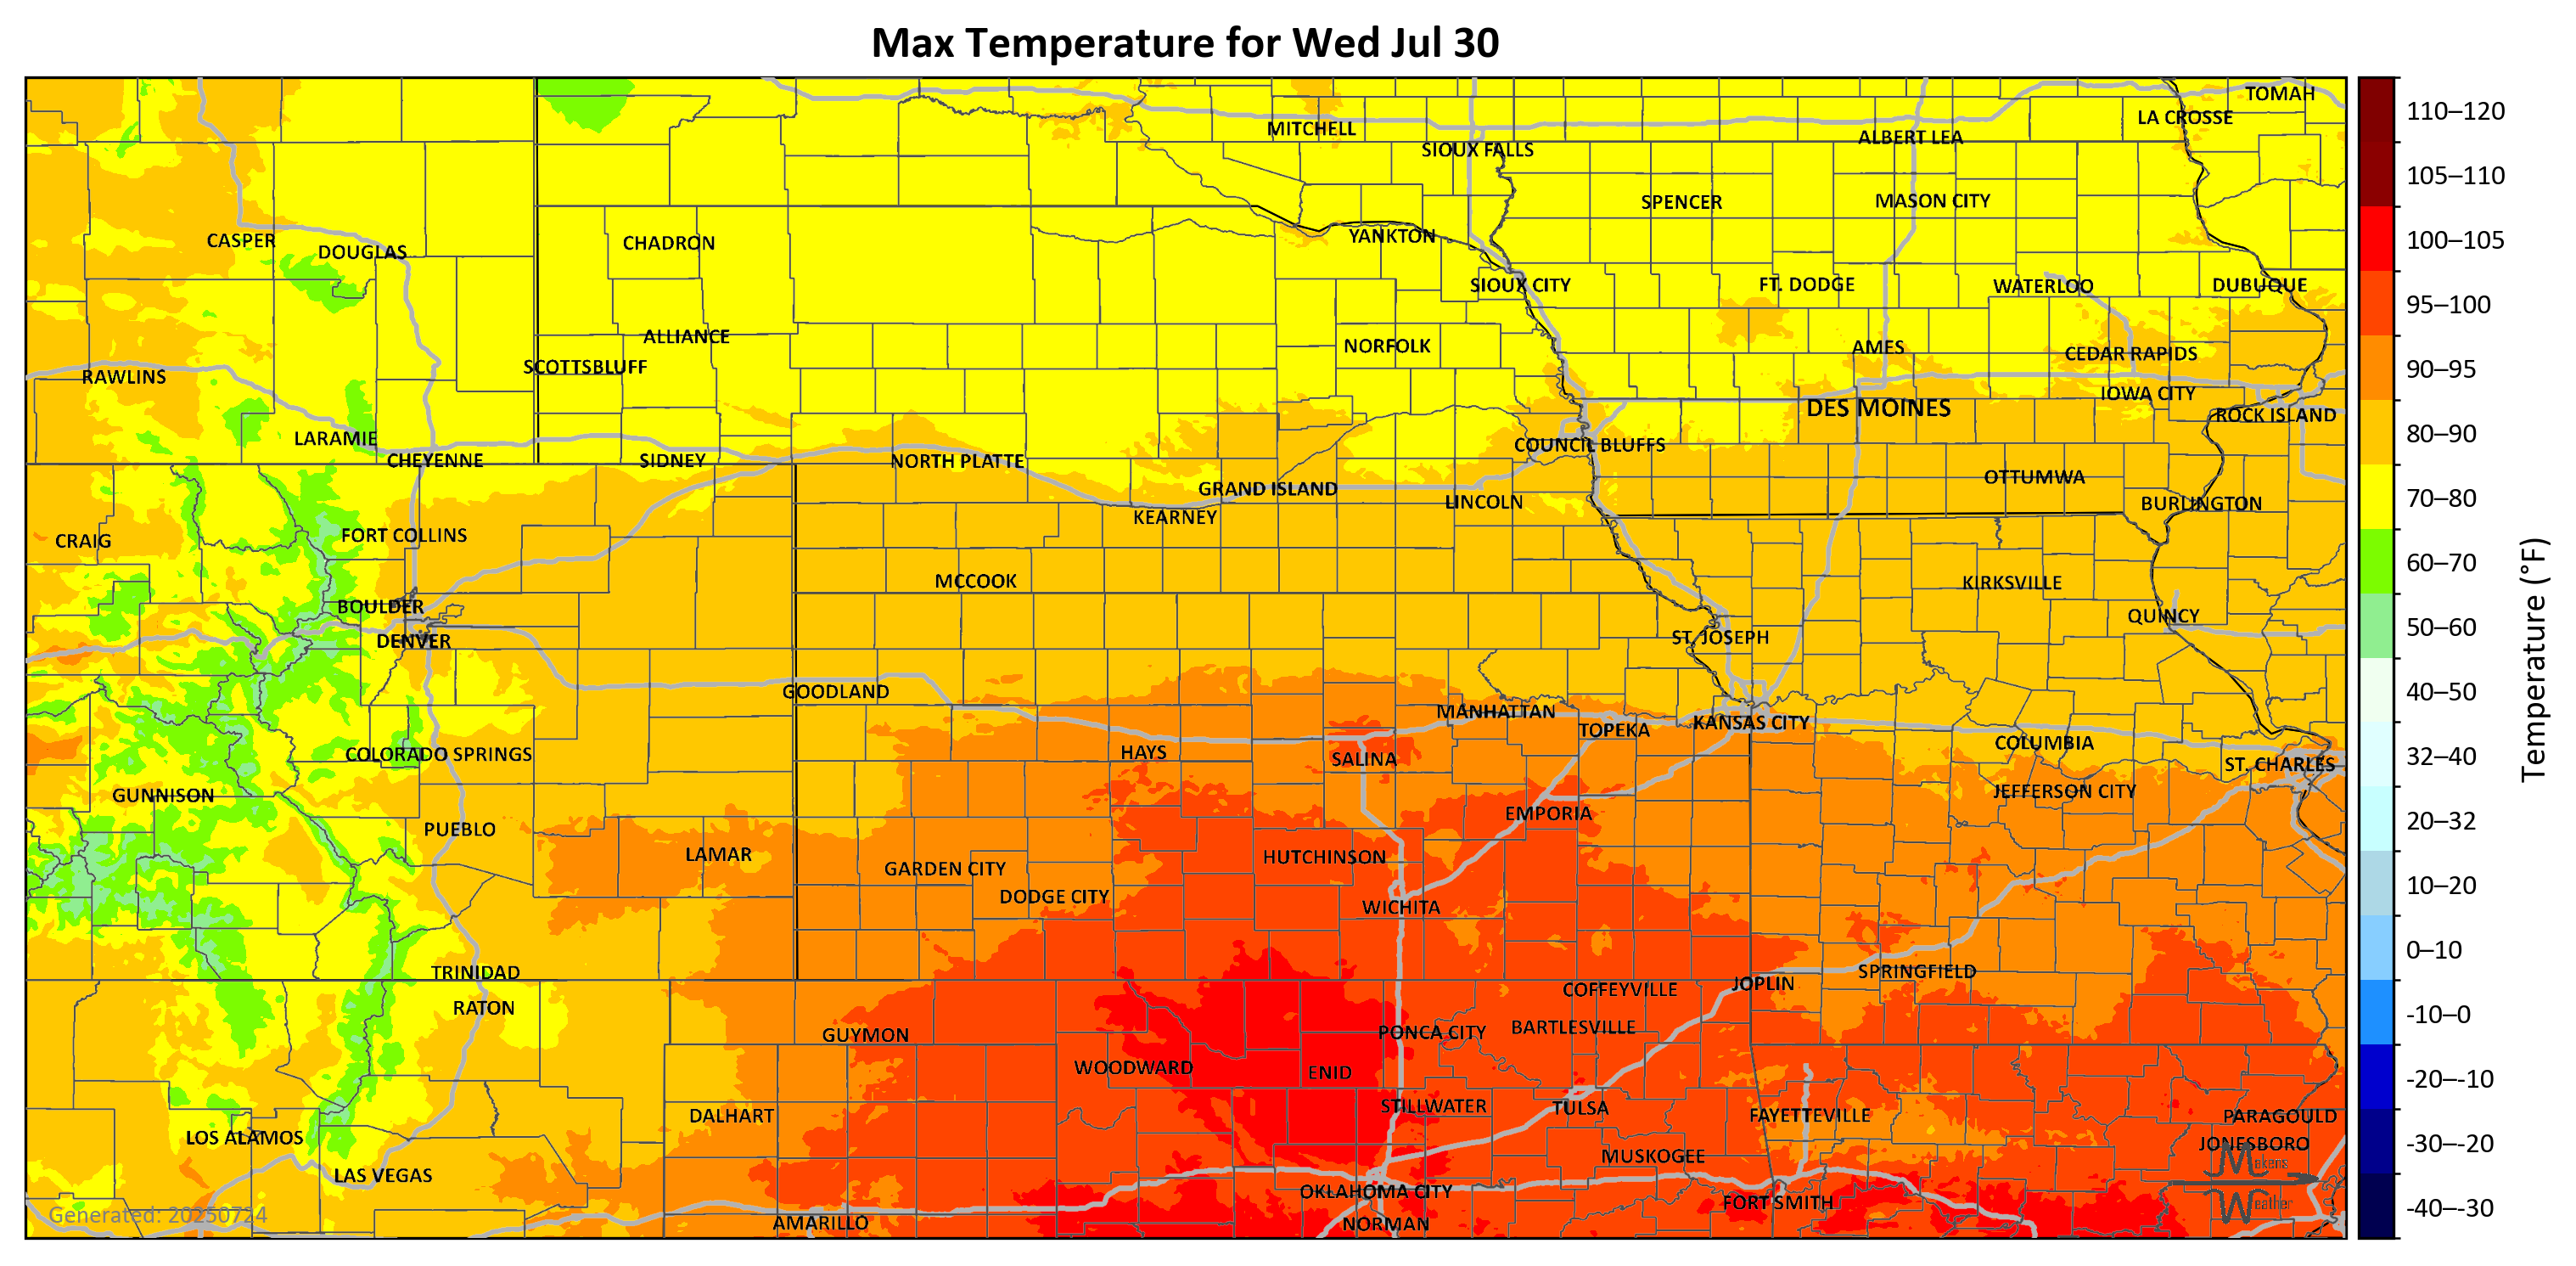 Max Temperature for Wed Jul 30
TOMAH
LA CROSSE
MITCHELL
ALBERT LEA
SIOUX FALLS
SPENCER
MASON CITY
CASPER
DOUGLAS
CHADRON
YANKTON
SIOUX CITY
FT. DODGE
WATERLOO
DUBUQUE
ALLIANCE
NORFOLK
AMES
CEDAR RAPIDS
SCOTTSBLUFF
RAWLINS
IOWA CITY
DES MOINES
ROCK ISLAND
LARAMIE
COUNCIL BLUFFS
CHEYENNE
SIDNEY
NORTH PLATTE
OTTUMWA
GRAND ISLAND
LINCOLN
BURLINGTON
KEARNEY
FORT COLLINS
CRAIG
MCCOOK
KIRKSVILLE
BOULDER
QUINCY
DENVER
ST. JOSEPH
GOODLAND
MANHATTAN
KANSAS CITY
TOPEKA
COLUMBIA
COLORADO SPRINGS
HAYS
SALINA
ST. CHARLES
GUNNISON
JEFFERSON CITY
EMPORIA
PUEBLO
LAMAR
HUTCHINSON
GARDEN CITY
DODGE CITY
WICHITA
TRINIDAD
SPRINGFIELD
JOPLIN
COFFEYVILLE
RATON
BARTLESVILLE
GUYMON
PONCA CITY
WOODWARD
ENID
STILLWATER
TULSA
DALHART
FAYETTEVILLE
PARAGOULD
LOS ALAMOS
JONESBORO
MUSKOGEE
LAS VEGAS
Makens
Weather
OKLAHOMA CITY
FORT SMITH
Generated: 20250724
AMARILLO
NORMAN
110–120
105–110
100–105
95–100
90–95
80–90
70–80
60–70
50–60
40–50
32–40
20–32
10–20
0–10
-10–0
-20–-10
-30–-20
-40–-30
Temperature (°F)